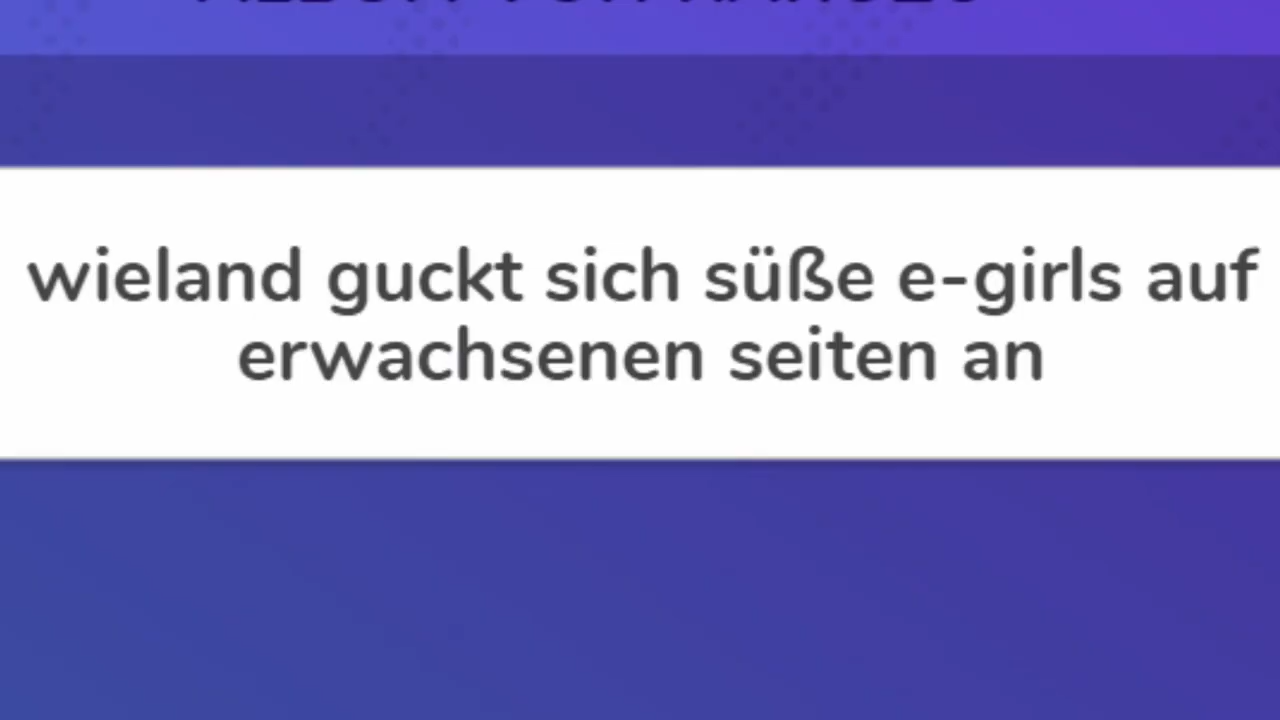 wieland guckt sich süße e-girls auf
erwachsenen seiten an